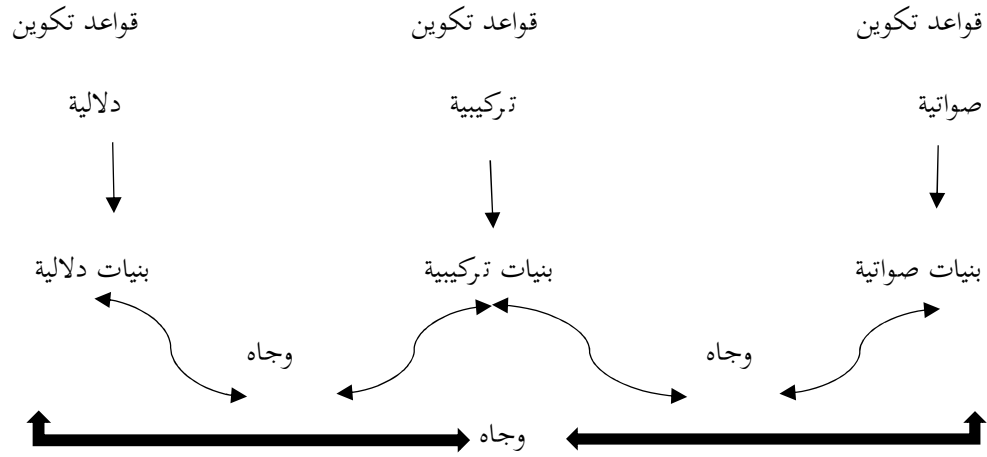 قواعد تكوين قواعد تكوين قواعد تكوين
صواتية تركيبية دلالية
بنيات صواتية بنيات تركيبية بنيات دلالية
وجاه وجاه
وجاه